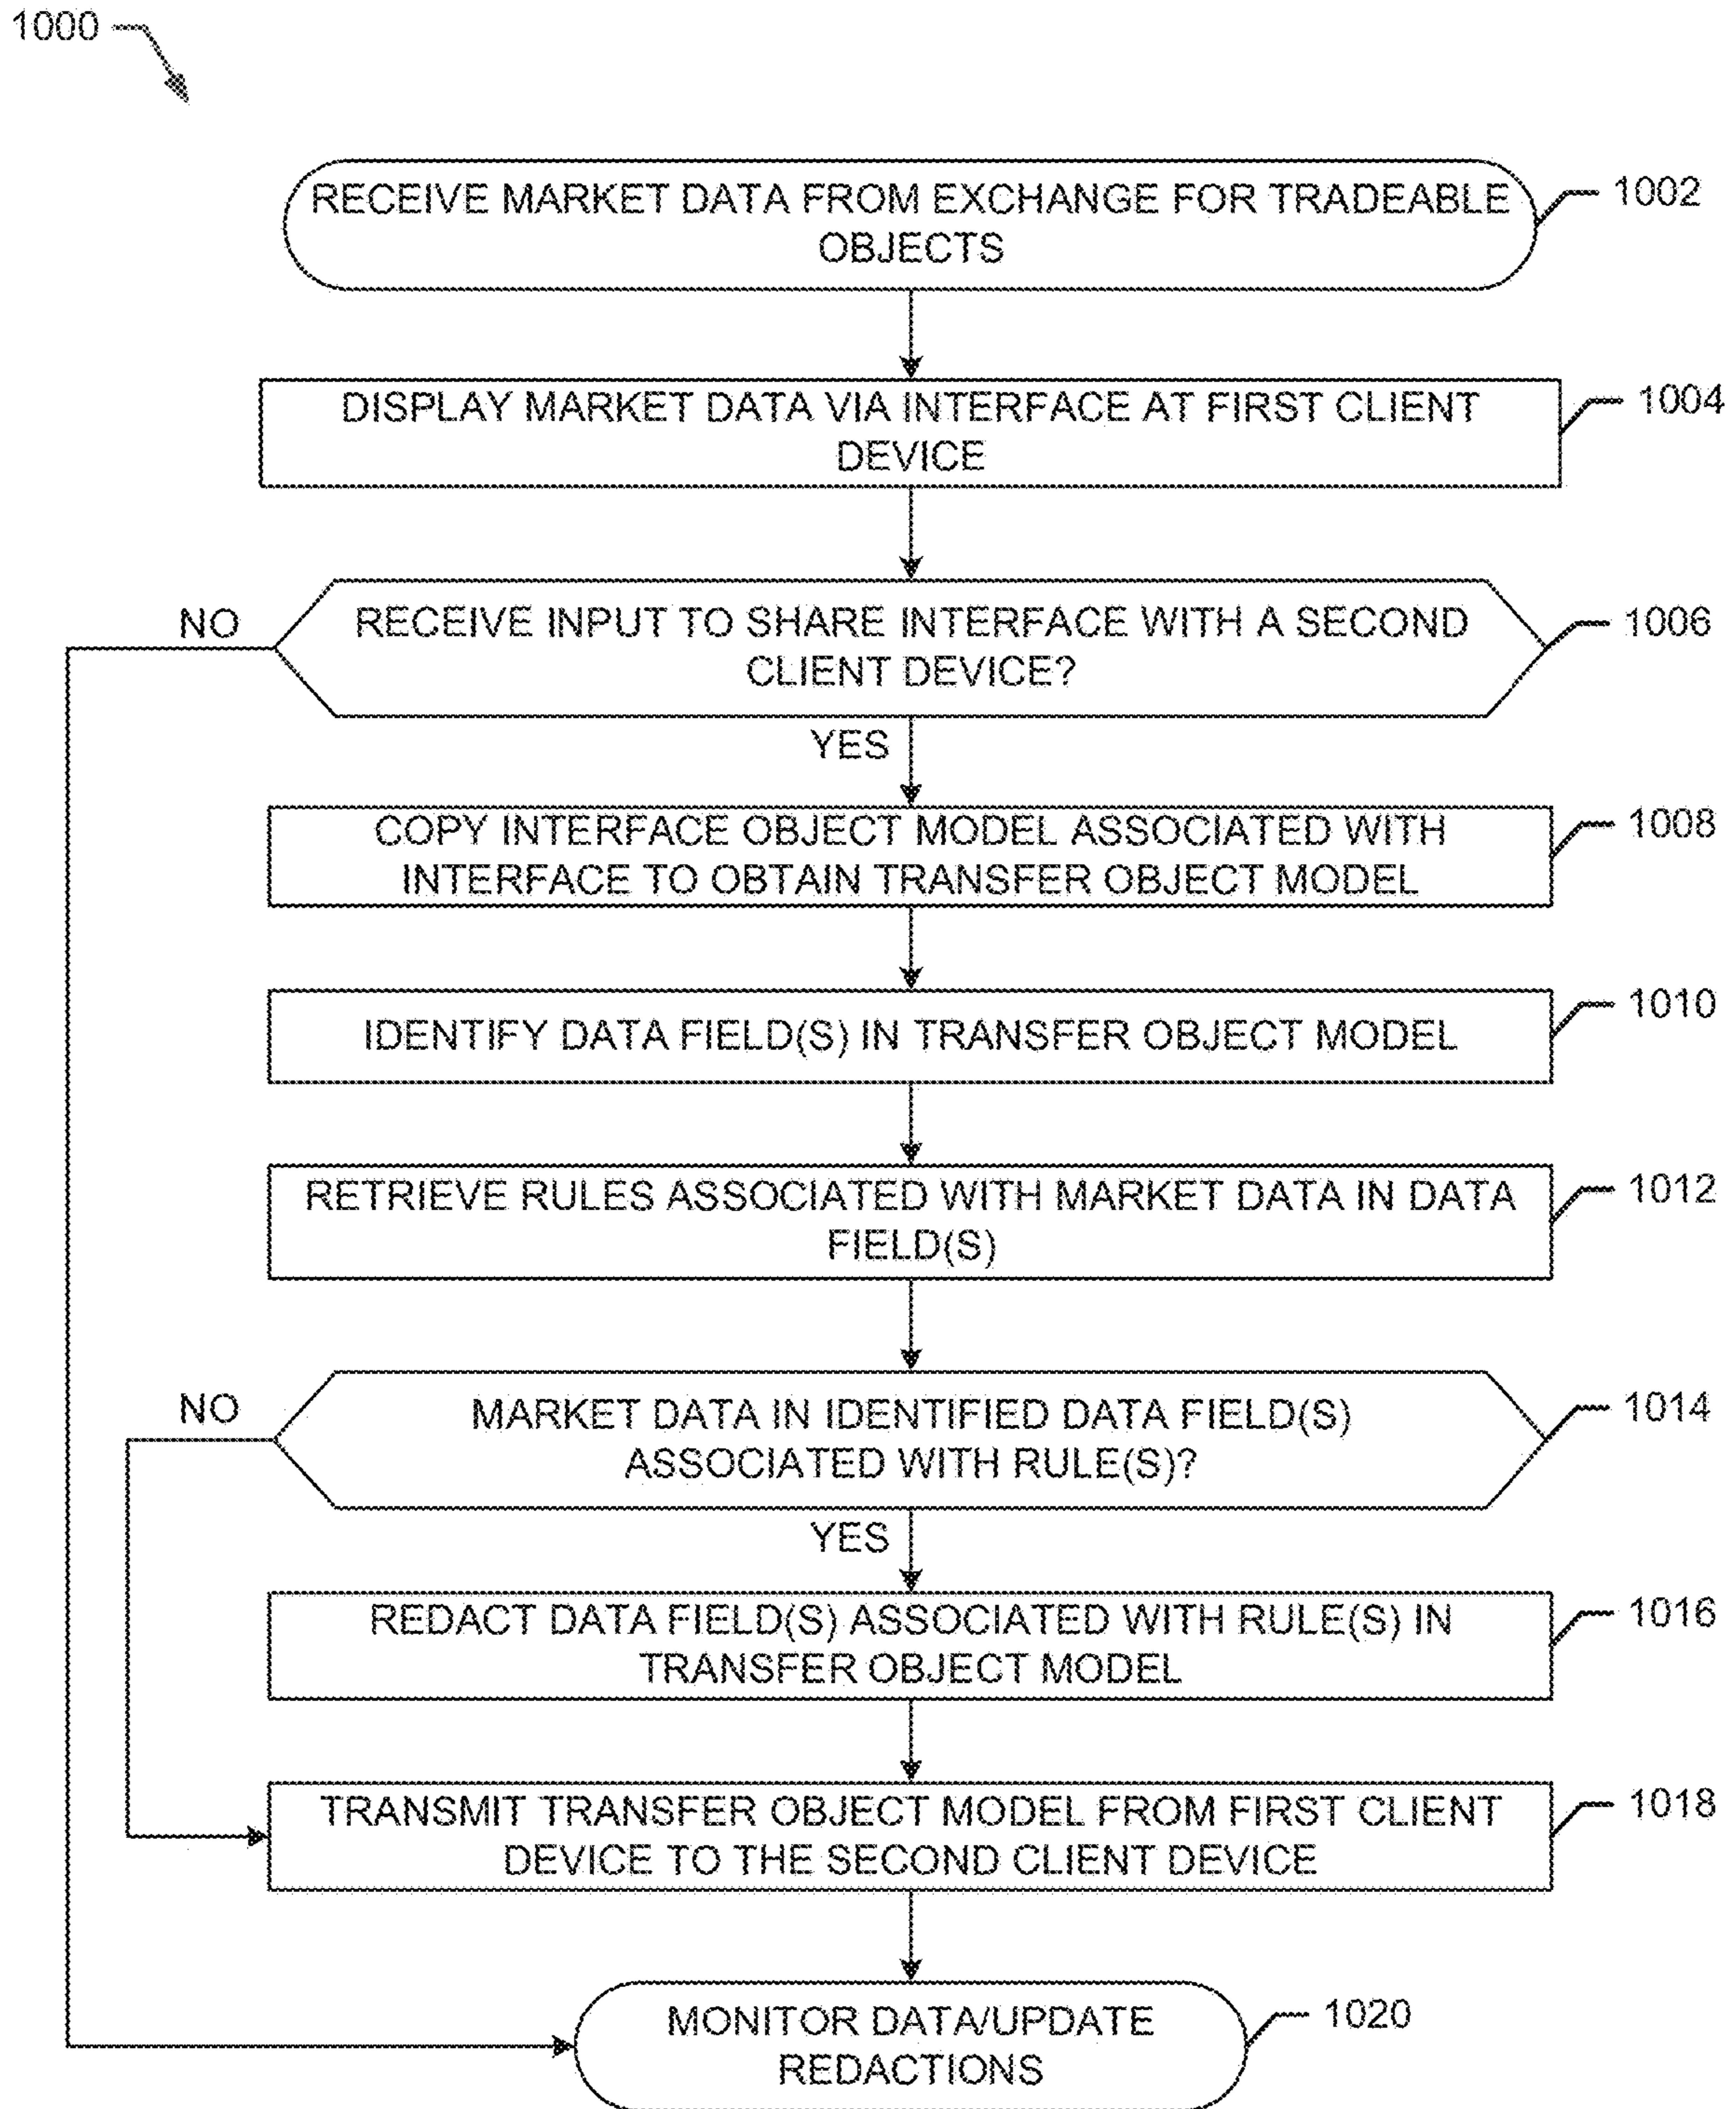 1000
RECEIVE MARKET DATA FROM EXCHANGE FOR TRADEABLE
OBJECTS
1002
DISPLAY MARKET DATA VIA INTERFACE AT FIRST CLIENT
DEVICE
1004
NO
RECEIVE INPUT TO SHARE INTERFACE WITH A SECOND
CLIENT DEVICE?
1006
YES
COPY INTERFACE OBJECT MODEL ASSOCIATED WITH
INTERFACE TO OBTAIN TRANSFER OBJECT MODEL
1008
IDENTIFY DATA FIELD(S) IN TRANSFER OBJECT MODEL
1010
RETRIEVE RULES ASSOCIATED WITH MARKET DATA IN DATA
FIELD(S)
1012
NO
MARKET DATA IN IDENTIFIED DATA FIELD(S)
ASSOCIATED WITH RULE(S)?
1014
YES
REDACT DATA FIELD(S) ASSOCIATED WITH RULE(S) IN
TRANSFER OBJECT MODEL
1016
TRANSMIT TRANSFER OBJECT MODEL FROM FIRST CLIENT
DEVICE TO THE SECOND CLIENT DEVICE
1018
MONITOR DATA/UPDATE
REDACTIONS
1020